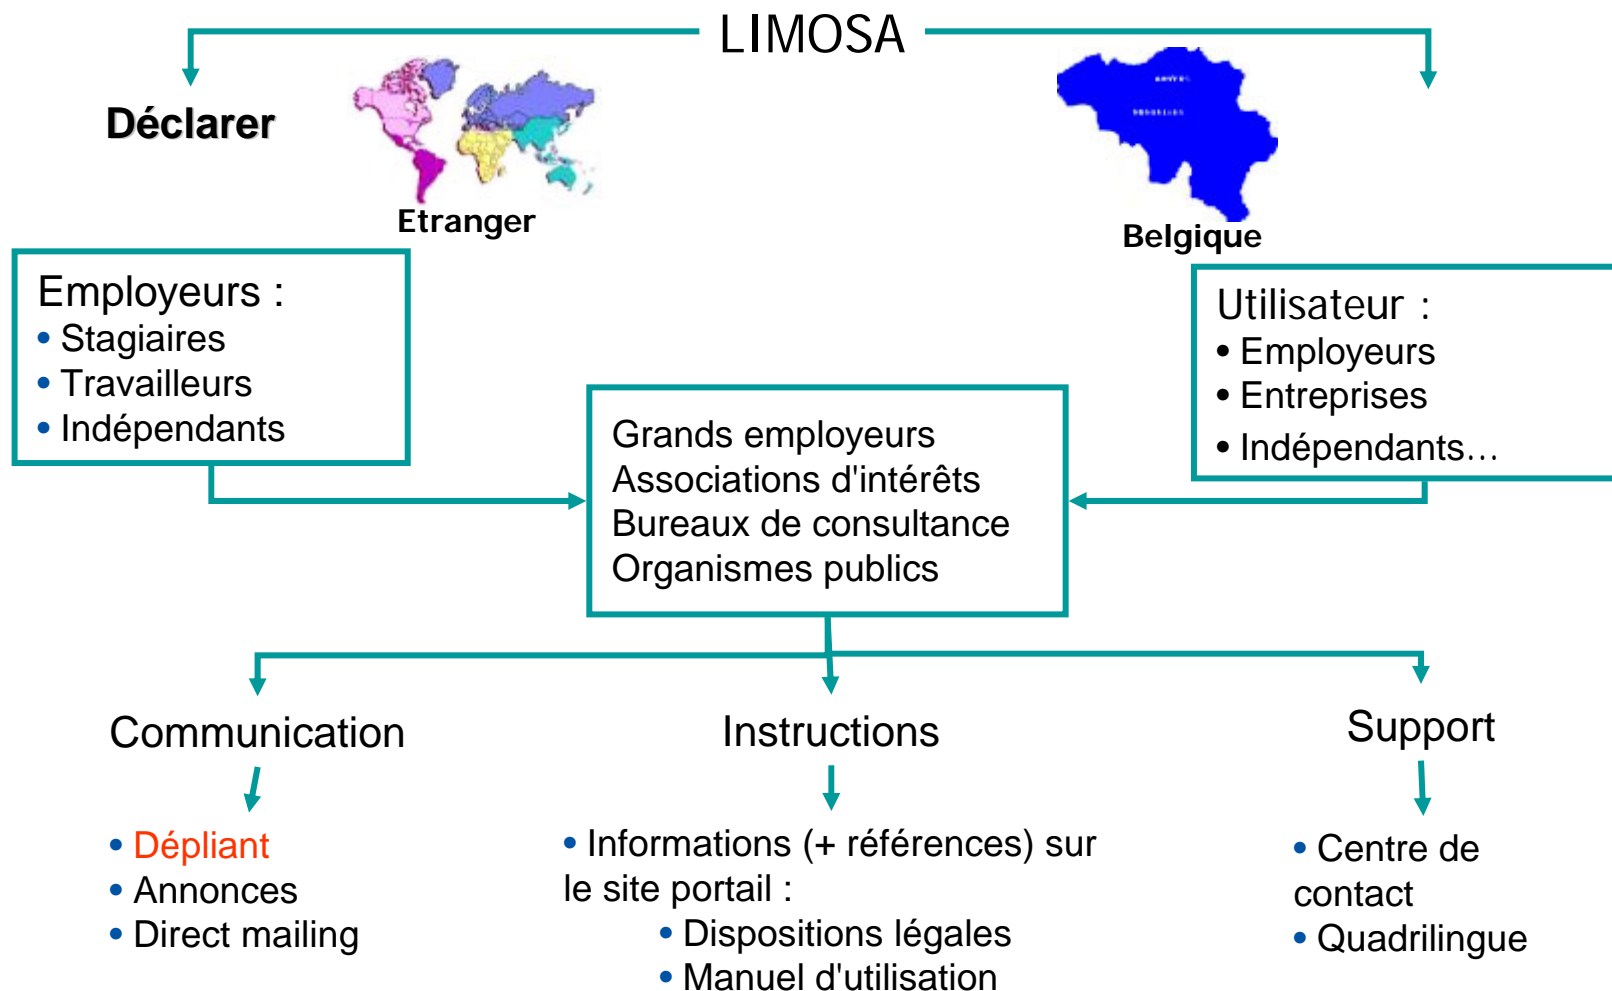 LIMOSA
Déclarer
Etranger
Belgique
Employeurs :
• Stagiaires
• Travailleurs
• Indépendants
Utilisateur :
• Employeurs
• Entreprises
• Indépendants...
Grands employeurs
Associations d'intérêts
Bureaux de consultance
Organismes publics
Communication
• Dépliant
• Annonces
• Direct mailing
Instructions
• Informations (+ références) sur
le site portail :
• Dispositions légales
• Manuel d'utilisation
Support
• Centre de
contact
• Quadrilingue